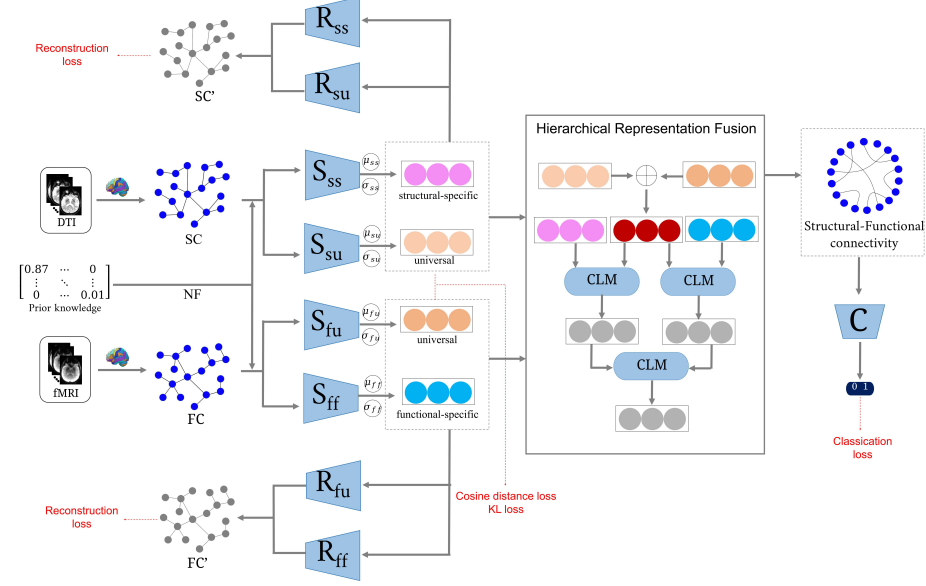 R_ss
Reconstruction
loss
R_su
SC'
Hierarchical Representation Fusion
DTI
SC
S_ss
μ_ss
σ_ss
structural-specific
S_su
μ_su
σ_su
universal
[0.87 ⋯ 0
⋮ ⋱ ⋮
0 ⋯ 0.01]
Prior knowledge
NF
S_fu
μ_fu
σ_fu
universal
fMRI
FC
S_ff
μ_ff
σ_ff
functional-specific
CLM
CLM
CLM
Structural-Functional
connectivity
C
0 1
Classication
loss
Cosine distance loss
KL loss
R_fu
Reconstruction
loss
R_ff
FC'